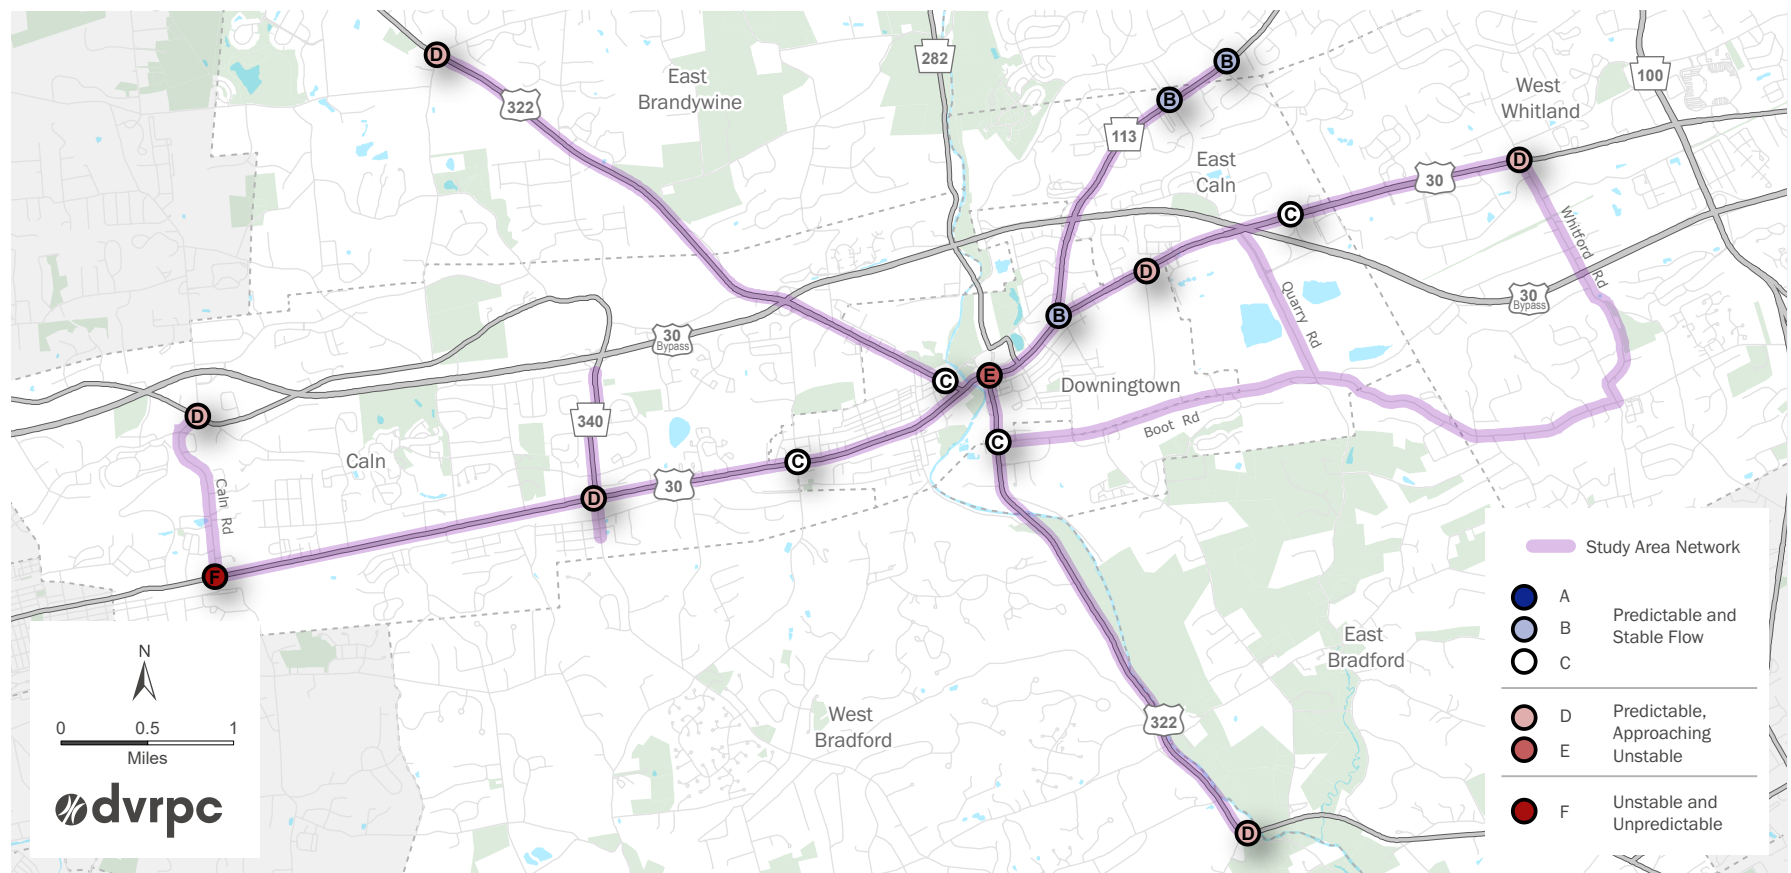 D
322
East
Brandywine
282
B
B
113
100
West
Whitland
East
Caln
D
30
C
Whitford Rd
D
B
Quarry Rd
30
Bypass
30
Bypass
C
E
Downingtown
Boot Rd
C
D
340
Caln
Caln Rd
C
30
D
F
322
East
Bradford
West
Bradford
D
N
0 0.5 1
Miles
dvrpc
Study Area Network
A
B
C
Predictable and
Stable Flow
D
E
Predictable,
Approaching
Unstable
F
Unstable and
Unpredictable